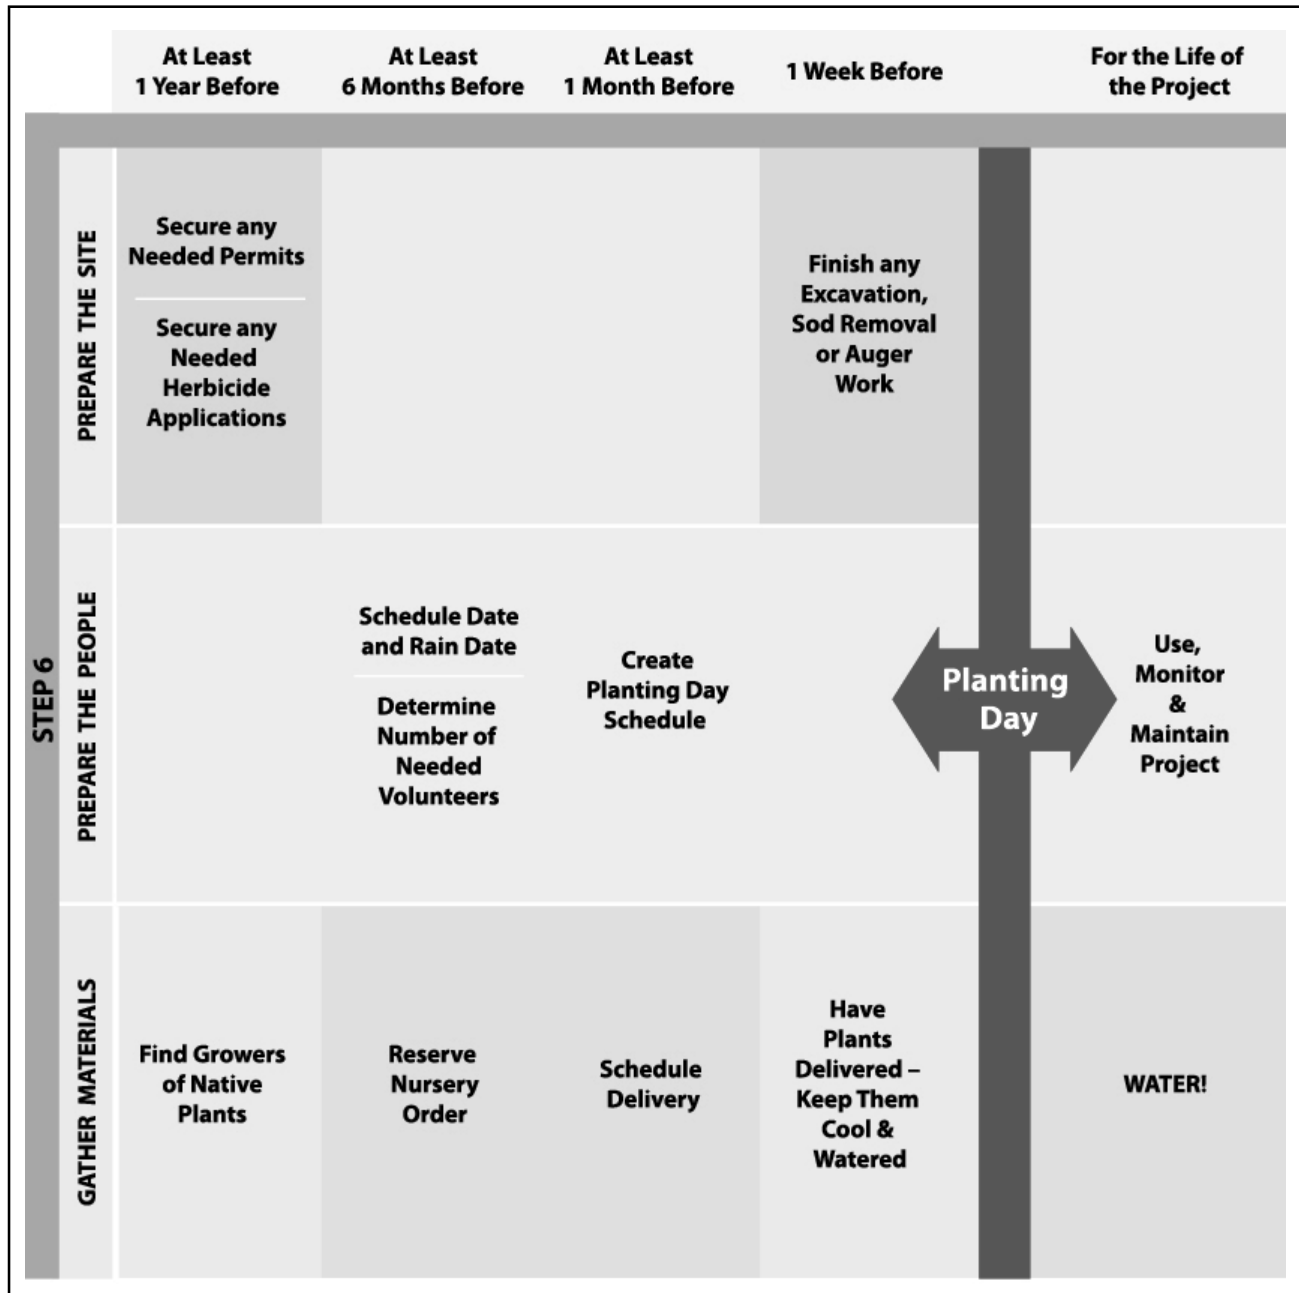 At Least
1 Year Before
At Least
6 Months Before
At Least
1 Month Before
1 Week Before
For the Life of
the Project
STEP 6
PREPARE THE SITE
Secure any
Needed Permits
Secure any
Needed
Herbicide
Applications
Finish any
Excavation,
Sod Removal
or Auger
Work
PREPARE THE PEOPLE
Schedule Date
and Rain Date
Determine
Number of
Needed
Volunteers
Create
Planting Day
Schedule
Planting
Day
Use,
Monitor
&
Maintain
Project
GATHER MATERIALS
Find Growers
of Native
Plants
Reserve
Nursery
Order
Schedule
Delivery
Have
Plants
Delivered –
Keep Them
Cool &
Watered
WATER!